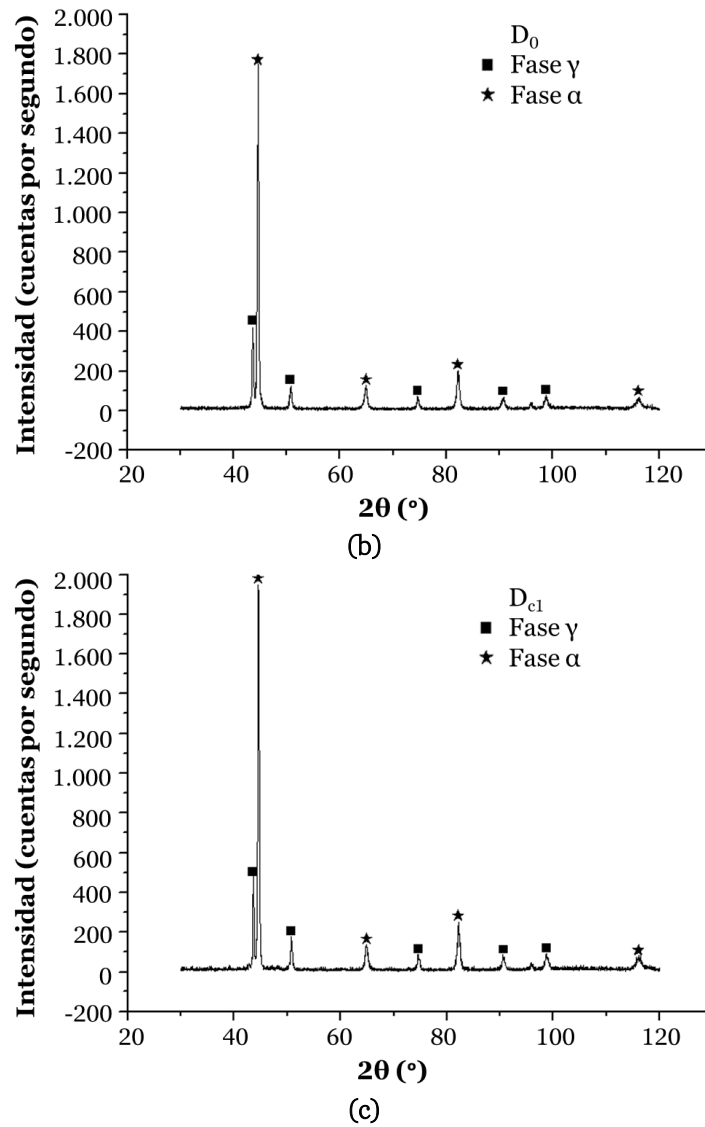 2.000
1.800
1.600
1.400
1.200
1.000
800
600
400
200
0
-200
Intensidad (cuentas por segundo)
D₀
■ Fase γ
★ Fase α
20 40 60 80 100 120
2θ (°)
(b)
2.000
1.800
1.600
1.400
1.200
1.000
800
600
400
200
0
-200
Intensidad (cuentas por segundo)
D_c1
■ Fase γ
★ Fase α
20 40 60 80 100 120
2θ (°)
(c)